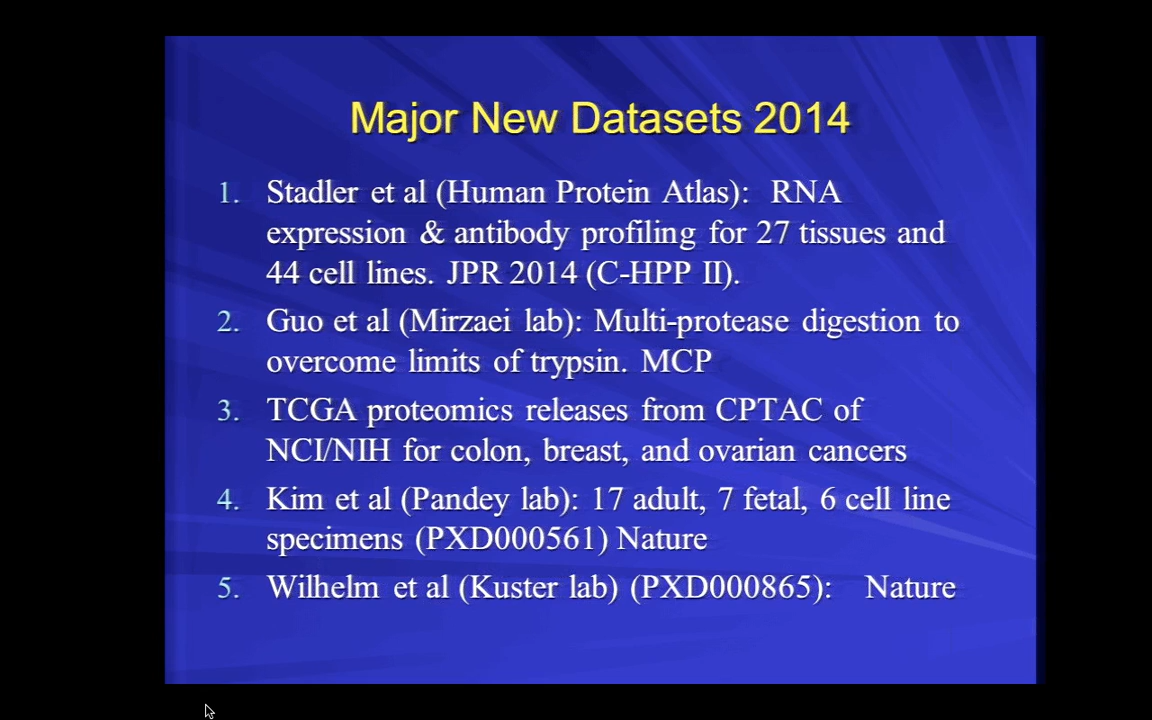 Major New Datasets 2014
1. Stadler et al (Human Protein Atlas): RNA
expression & antibody profiling for 27 tissues and
44 cell lines. JPR 2014 (C-HPP II).
2. Guo et al (Mirzaei lab): Multi-protease digestion to
overcome limits of trypsin. MCP
3. TCGA proteomics releases from CPTAC of
NCI/NIH for colon, breast, and ovarian cancers
4. Kim et al (Pandey lab): 17 adult, 7 fetal, 6 cell line
specimens (PXD000561) Nature
5. Wilhelm et al (Kuster lab) (PXD000865): Nature